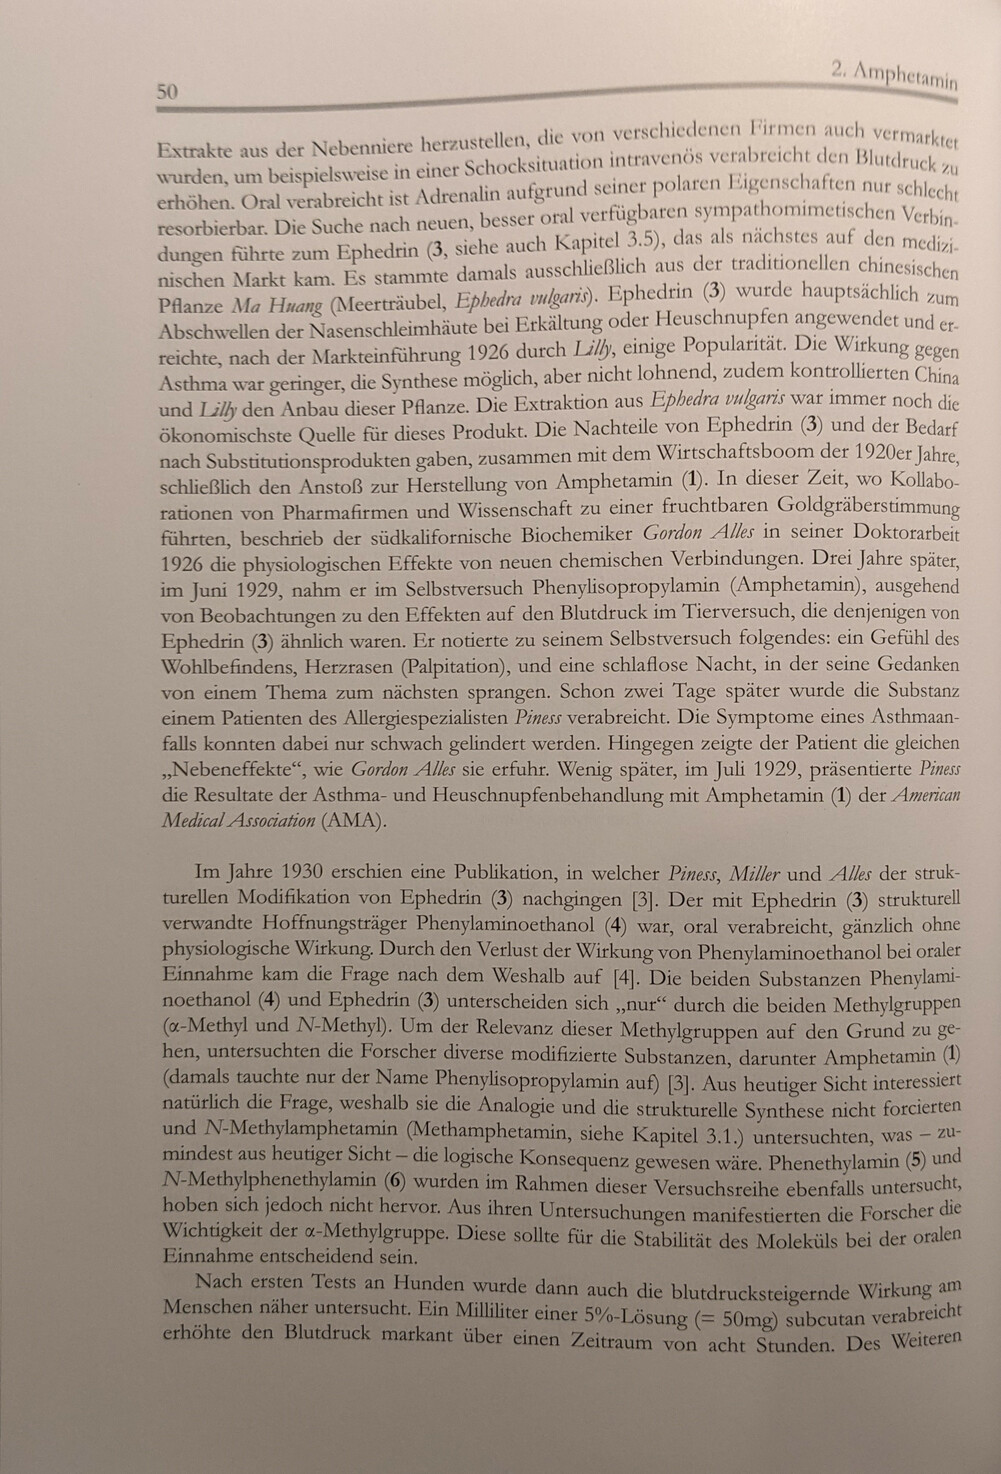 2. Amphetamin
50
Extrakte aus der Nebenniere herzustellen, die von verschiedenen Firmen auch vermarktet
wurden, um beispielsweise in einer Schocksituation intravenös verabreicht den Blutdruck zu
erhöhen. Oral verabreicht ist Adrenalin aufgrund seiner polaren Eigenschaften nur schlecht
resorbierbar. Die Suche nach neuen, besser oral verfügbaren sympathomimetischen Verbin-
dungen führte zum Ephedrin (3, siehe auch Kapitel 3.5), das als nächstes auf den medizi-
nischen Markt kam. Es stammte damals ausschließlich aus der traditionellen chinesischen
Pflanze Ma Huang (Meerträubel, Ephedra vulgaris). Ephedrin (3) wurde hauptsächlich zum
Abschwellen der Nasenschleimhäute bei Erkältung oder Heuschnupfen angewendet und er-
reichte, nach der Markteinführung 1926 durch Lilly, einige Popularität. Die Wirkung gegen
Asthma war geringer, die Synthese möglich, aber nicht lohnend, zudem kontrollierten China
und Lilly den Anbau dieser Pflanze. Die Extraktion aus Ephedra vulgaris war immer noch die
ökonomischste Quelle für dieses Produkt. Die Nachteile von Ephedrin (3) und der Bedarf
nach Substitutionsprodukten gaben, zusammen mit dem Wirtschaftsboom der 1920er Jahre,
schließlich den Anstoß zur Herstellung von Amphetamin (1). In dieser Zeit, wo Kollabo-
rationen von Pharmafirmen und Wissenschaft zu einer fruchtbaren Goldgräberstimmung
führten, beschrieb der südkalifornische Biochemiker Gordon Alles in seiner Doktorarbeit
1926 die physiologischen Effekte von neuen chemischen Verbindungen. Drei Jahre später,
im Juni 1929, nahm er im Selbstversuch Phenylisopropylamin (Amphetamin), ausgehend
von Beobachtungen zu den Effekten auf den Blutdruck im Tierversuch, die denjenigen von
Ephedrin (3) ähnlich waren. Er notierte zu seinem Selbstversuch folgendes: ein Gefühl des
Wohlbefindens, Herzrasen (Palpitation), und eine schlaflose Nacht, in der seine Gedanken
von einem Thema zum nächsten sprangen. Schon zwei Tage später wurde die Substanz
einem Patienten des Allergiespezialisten Piness verabreicht. Die Symptome eines Asthmaan-
falls konnten dabei nur schwach gelindert werden. Hingegen zeigte der Patient die gleichen
„Nebeneffekte“, wie Gordon Alles sie erfuhr. Wenig später, im Juli 1929, präsentierte Piness
die Resultate der Asthma- und Heuschnupfenbehandlung mit Amphetamin (1) der American
Medical Association (AMA).
Im Jahre 1930 erschien eine Publikation, in welcher Piness, Miller und Alles der struk-
turellen Modifikation von Ephedrin (3) nachgingen [3]. Der mit Ephedrin (3) strukturell
verwandte Hoffnungsträger Phenylaminoethanol (4) war, oral verabreicht, gänzlich ohne
physiologische Wirkung. Durch den Verlust der Wirkung von Phenylaminoethanol bei oraler
Einnahme kam die Frage nach dem Weshalb auf [4]. Die beiden Substanzen Phenylami-
noethanol (4) und Ephedrin (3) unterscheiden sich „nur“ durch die beiden Methylgruppen
(α-Methyl und N-Methyl). Um der Relevanz dieser Methylgruppen auf den Grund zu ge-
hen, untersuchten die Forscher diverse modifizierte Substanzen, darunter Amphetamin (1)
(damals tauchte nur der Name Phenylisopropylamin auf) [3]. Aus heutiger Sicht interessiert
natürlich die Frage, weshalb sie die Analogie und die strukturelle Synthese nicht forcierten
und N-Methylamphetamin (Methamphetamin, siehe Kapitel 3.1.) untersuchten, was – zu-
mindest aus heutiger Sicht – die logische Konsequenz gewesen wäre. Phenethylamin (5) und
N-Methylphenethylamin (6) wurden im Rahmen dieser Versuchsreihe ebenfalls untersucht,
hoben sich jedoch nicht hervor. Aus ihren Untersuchungen manifestierten die Forscher die
Wichtigkeit der α-Methylgruppe. Diese sollte für die Stabilität des Moleküls bei der oralen
Einnahme entscheidend sein.
Nach ersten Tests an Hunden wurde dann auch die blutdrucksteigernde Wirkung am
Menschen näher untersucht. Ein Milliliter einer 5%-Lösung (= 50mg) subcutan verabreicht
erhöhte den Blutdruck markant über einen Zeitraum von acht Stunden. Des Weiteren